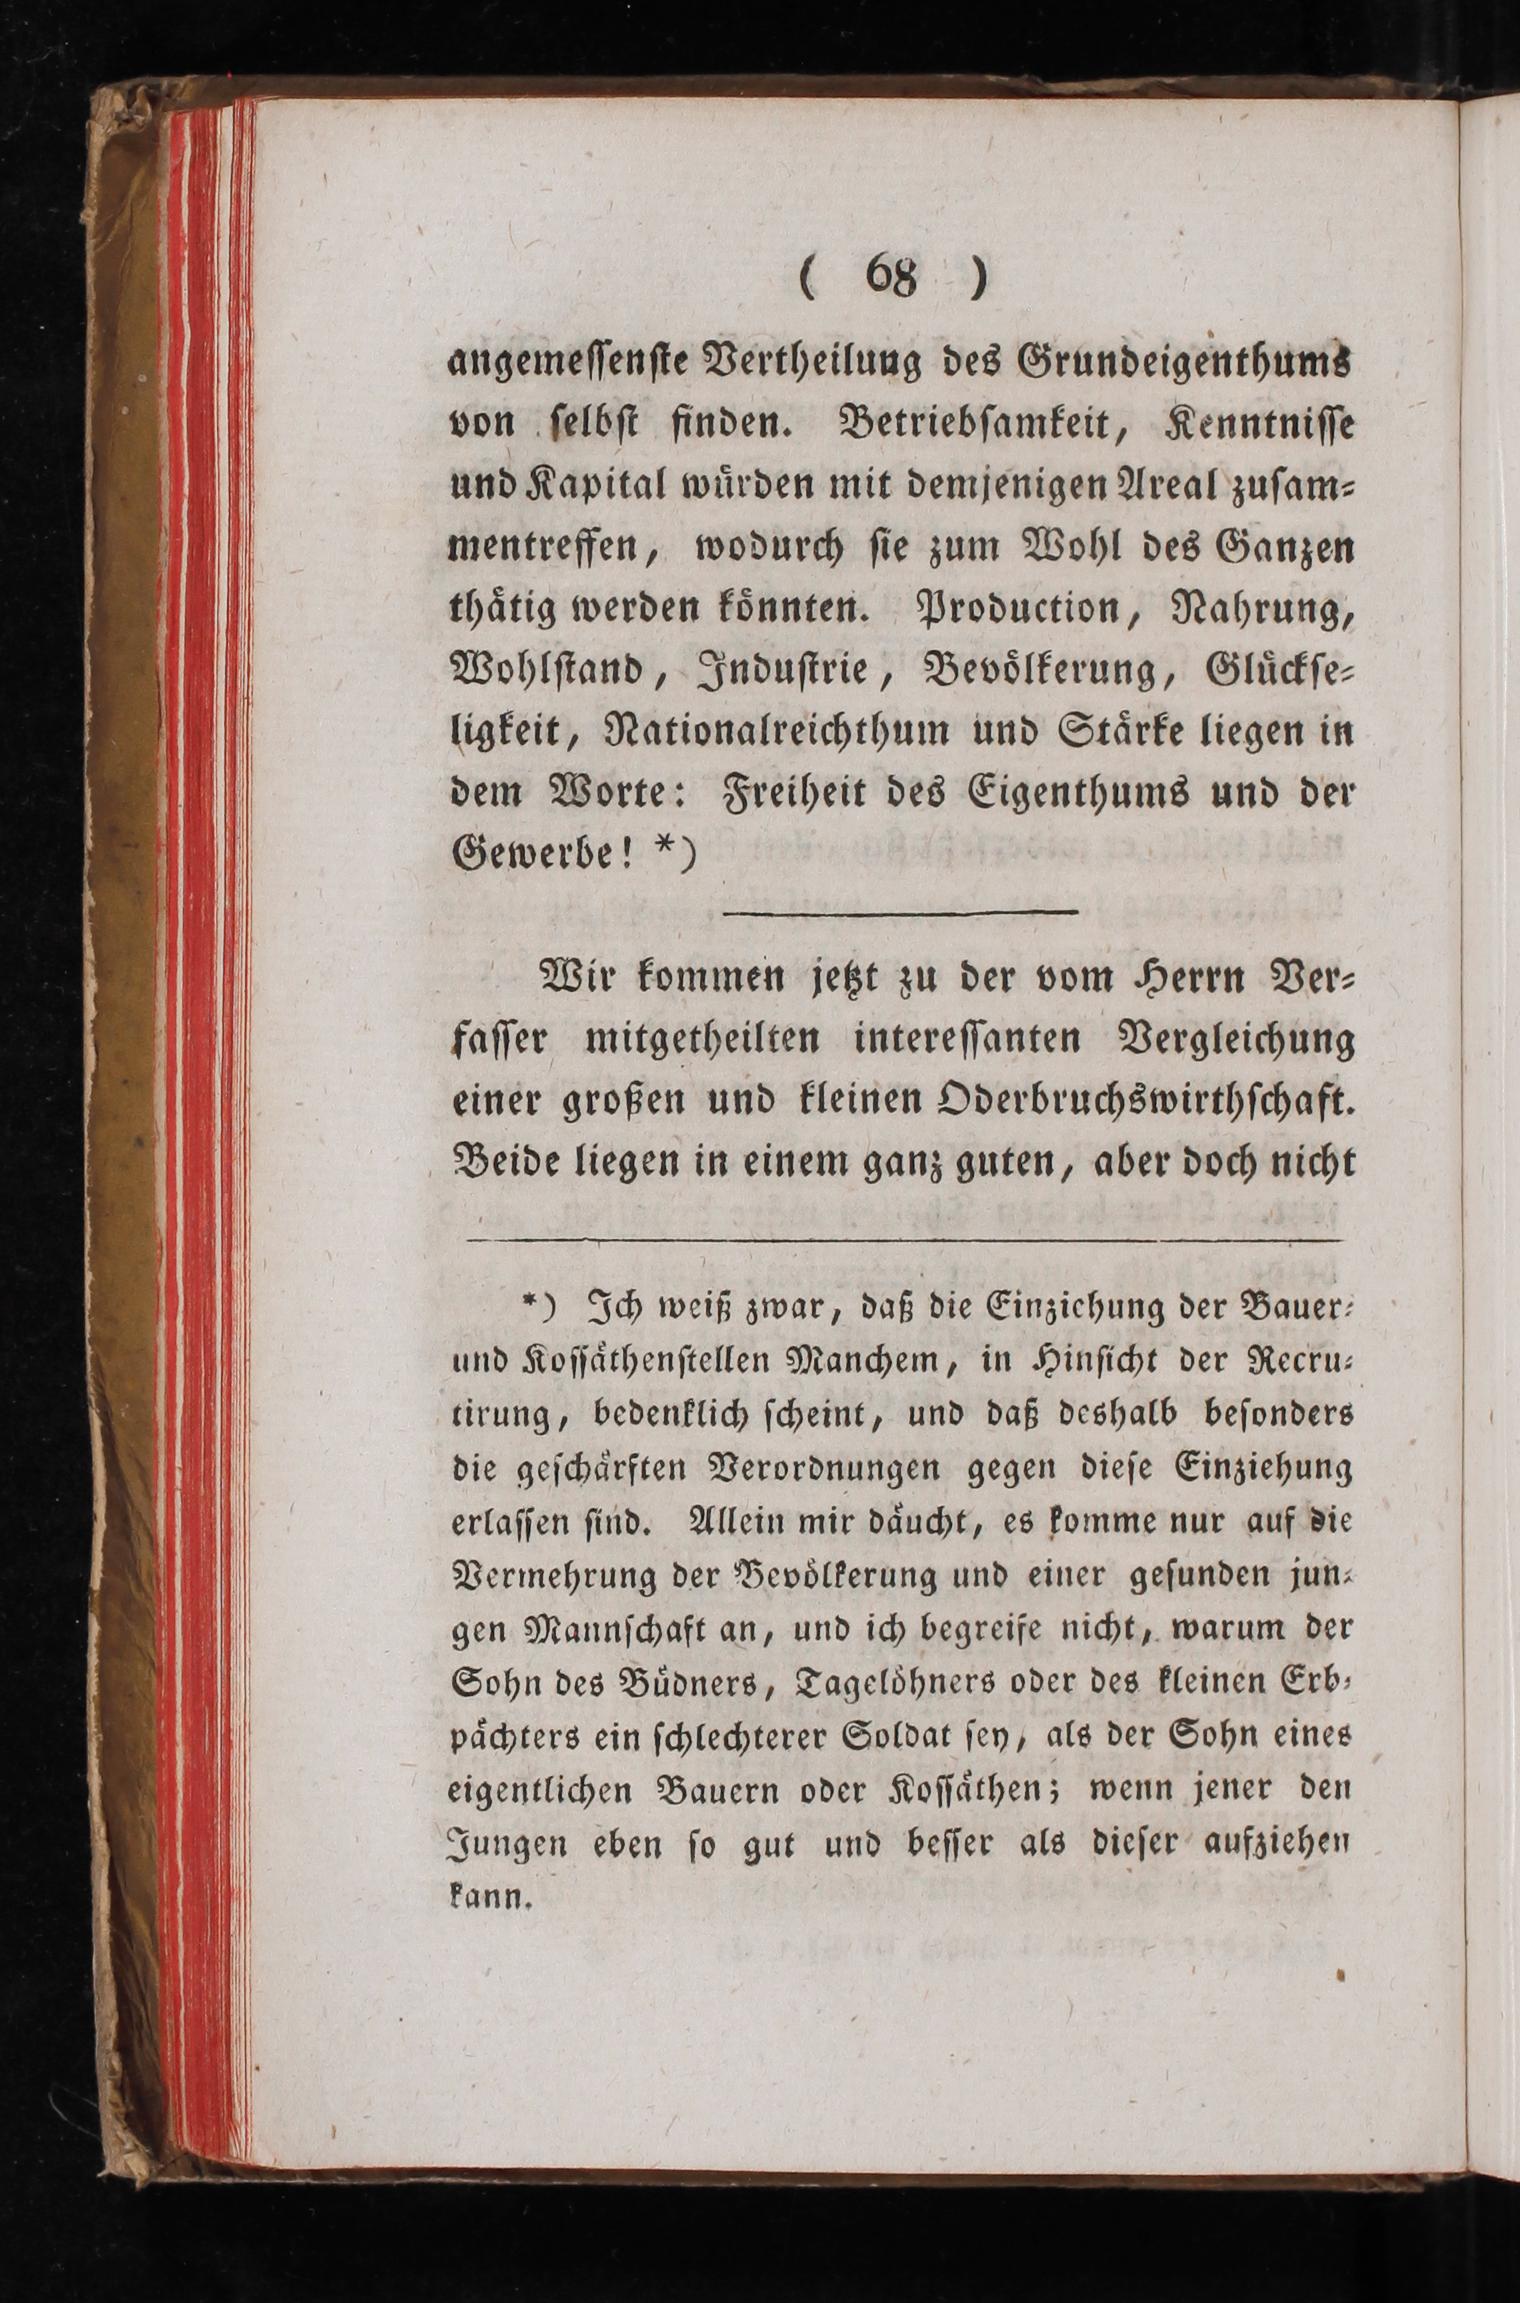 ( 68 )
angemessenste Vertheilung des Grundeigenthums
von selbst finden. Betriebsamkeit, Kenntnisse
und Kapital würden mit demjenigen Areal zusam-
mentreffen, wodurch sie zum Wohl des Ganzen
thätig werden könnten. Production, Nahrung,
Wohlstand, Industrie, Bevölkerung, Glückse-
ligkeit, Nationalreichthum und Stärke liegen in
dem Worte: Freiheit des Eigenthums und der
Gewerbe! *)
Wir kommen jetzt zu der vom Herrn Ver-
fasser mitgetheilten interessanten Vergleichung
einer großen und kleinen Oderbruchswirthschaft.
Beide liegen in einem ganz guten, aber doch nicht
*) Ich weiß zwar, daß die Einziehung der Bauer-
und Kossäthenstellen Manchem, in Hinsicht der Recru-
tirung, bedenklich scheint, und daß deshalb besonders
die geschärften Verordnungen gegen diese Einziehung
erlassen sind. Allein mir däucht, es komme nur auf die
Vermehrung der Bevölkerung und einer gesunden jun-
gen Mannschaft an, und ich begreife nicht, warum der
Sohn des Büdners, Tagelöhners oder des kleinen Erb-
pächters ein schlechterer Soldat sey, als der Sohn eines
eigentlichen Bauern oder Kossäthen; wenn jener den
Jungen eben so gut und besser als dieser aufziehen
kann.